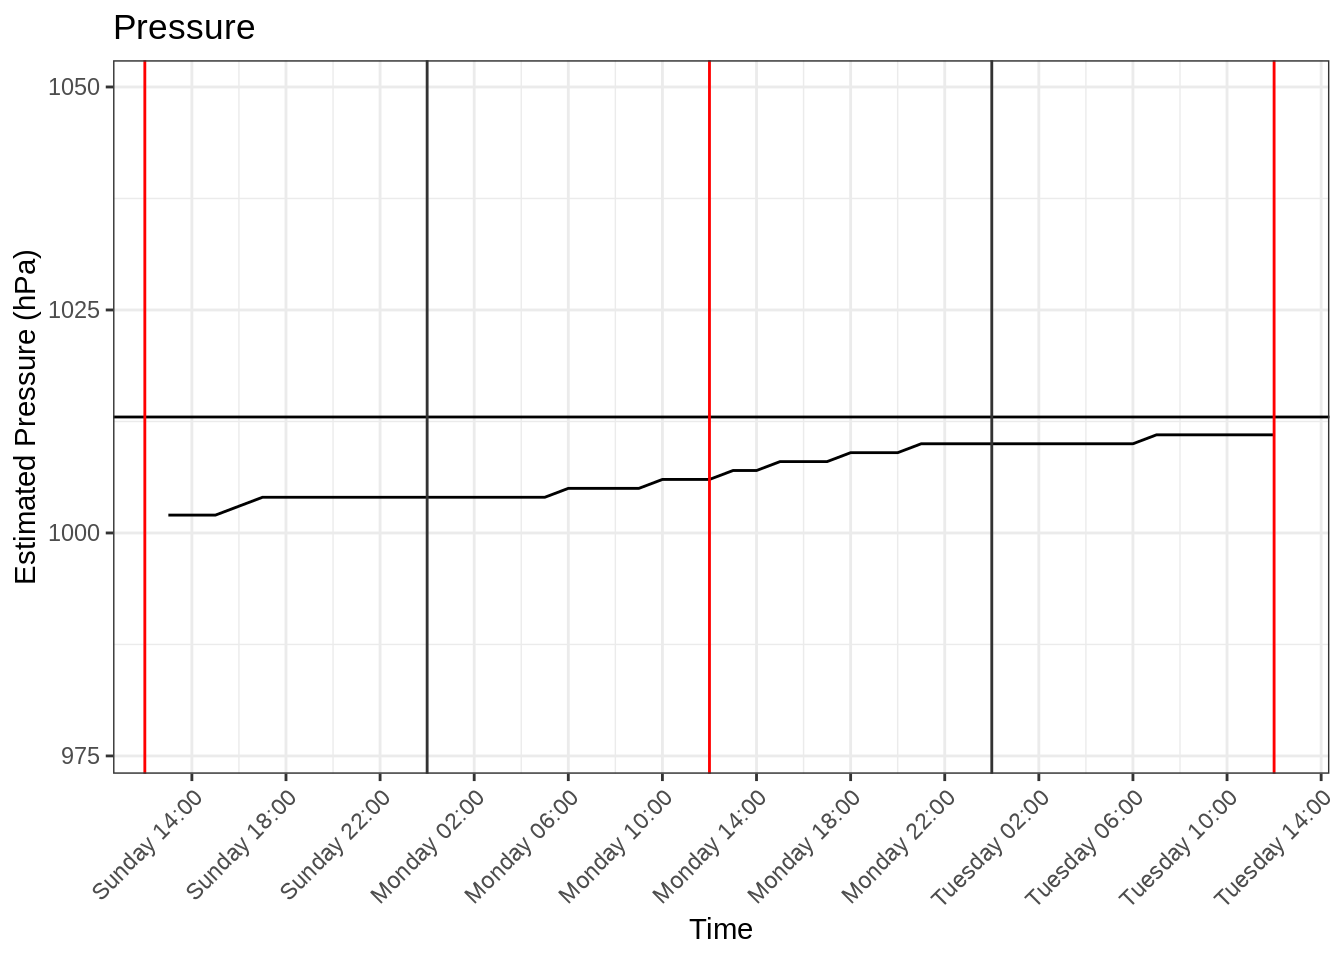 Pressure
Estimated Pressure (hPa)
1050
1025
1000
975
Sunday 14:00
Sunday 18:00
Sunday 22:00
Monday 02:00
Monday 06:00
Monday 10:00
Monday 14:00
Monday 18:00
Monday 22:00
Tuesday 02:00
Tuesday 06:00
Tuesday 10:00
Tuesday 14:00
Time